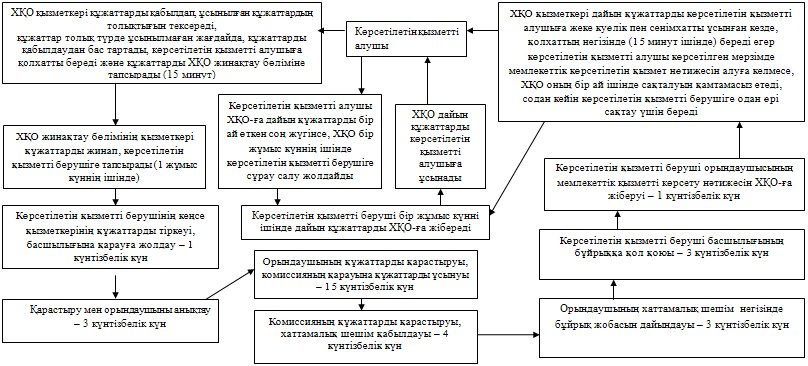 ХҚО қызметкері құжаттарды қабылдап, ұсынылған құжаттардың
толықтығын тексереді,
құжаттар толық түрде ұсынылмаған жағдайда, құжаттарды
қабылдаудан бас тартады, көрсетілетін қызметті алушыға
қолхатты береді және құжаттарды ХҚО жинақтау бөліміне
тапсырады (15 минут)
Көрсетілетін қызметті
алушы
ХҚО қызметкері дайын құжаттарды көрсетілетін қызметті
алушыға жеке куәлік пен сенімхатты ұсынған кезде,
қолхаттың негізінде (15 минут ішінде) береді егер
көрсетілетін қызметті алушы көрсетілген мерзімде
мемлекеттік көрсетілетін қызмет нәтижесін алуға келмесе,
ХҚО оның бір ай ішінде сақталуын қамтамасыз етеді,
содан кейін көрсетілетін қызметті берушіге одан әрі
сақтау үшін береді
Көрсетілетін қызметті алушы
ХҚО-ға дайын құжаттарды бір
ай өткен соң жүгінсе, ХҚО бір
жұмыс күннің ішінде
көрсетілетін қызметті берушіге
сұрау салу жолдайды
ХҚО дайын
құжаттарды
көрсетілетін
қызметті
алушыға
ұсынады
ХҚО жинақтау бөлімінің қызметкері
құжаттарды жинап, көрсетілетін
қызметті берушіге тапсырады (1 жұмыс
күннің ішінде)
Көрсетілетін қызметті беруші орындаушысының
мемлекеттік қызметті көрсету нәтижесін ХҚО-ға
жіберуі – 1 күнтізбелік күн
Көрсетілетін қызметті берушінің кеңсе
қызметкерінің құжаттарды тіркеуі,
басшылығына қарауға жолдау – 1
күнтізбелік күн
Көрсетілетін қызметті беруші бір жұмыс күнні
ішінде дайын құжаттарды ХҚО-ға жібереді
Көрсетілетін қызметті беруші басшылығының
бұйрыққа қол қоюы – 3 күнтізбелік күн
Орындаушының құжаттарды қарастыруы,
комиссияның қарауына құжаттарды ұсынуы
– 15 күнтізбелік күн
Қарастыру мен орындаушыны анықтау
– 3 күнтізбелік күн
Комиссияның құжаттарды қарастыруы,
хаттамалық шешім қабылдауы – 4
күнтізбелік күн
Орындаушының хаттамалық шешім негізінде
бұйрық жобасын дайындауы – 3 күнтізбелік күн